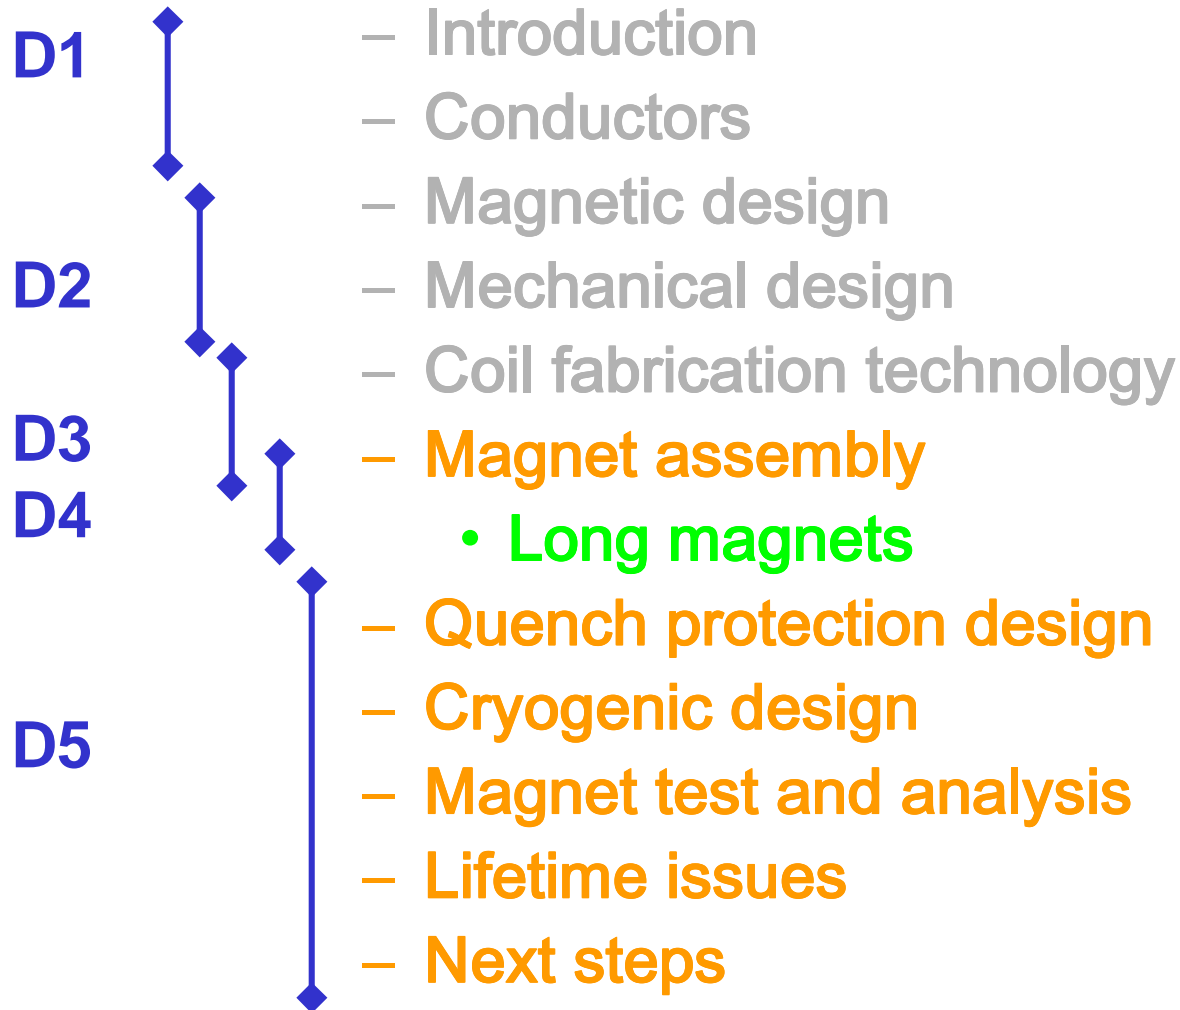 D1
– Introduction
– Conductors
– Magnetic design
D2
– Mechanical design
– Coil fabrication technology
D3
– Magnet assembly
D4
• Long magnets
– Quench protection design
– Cryogenic design
D5
– Magnet test and analysis
– Lifetime issues
– Next steps